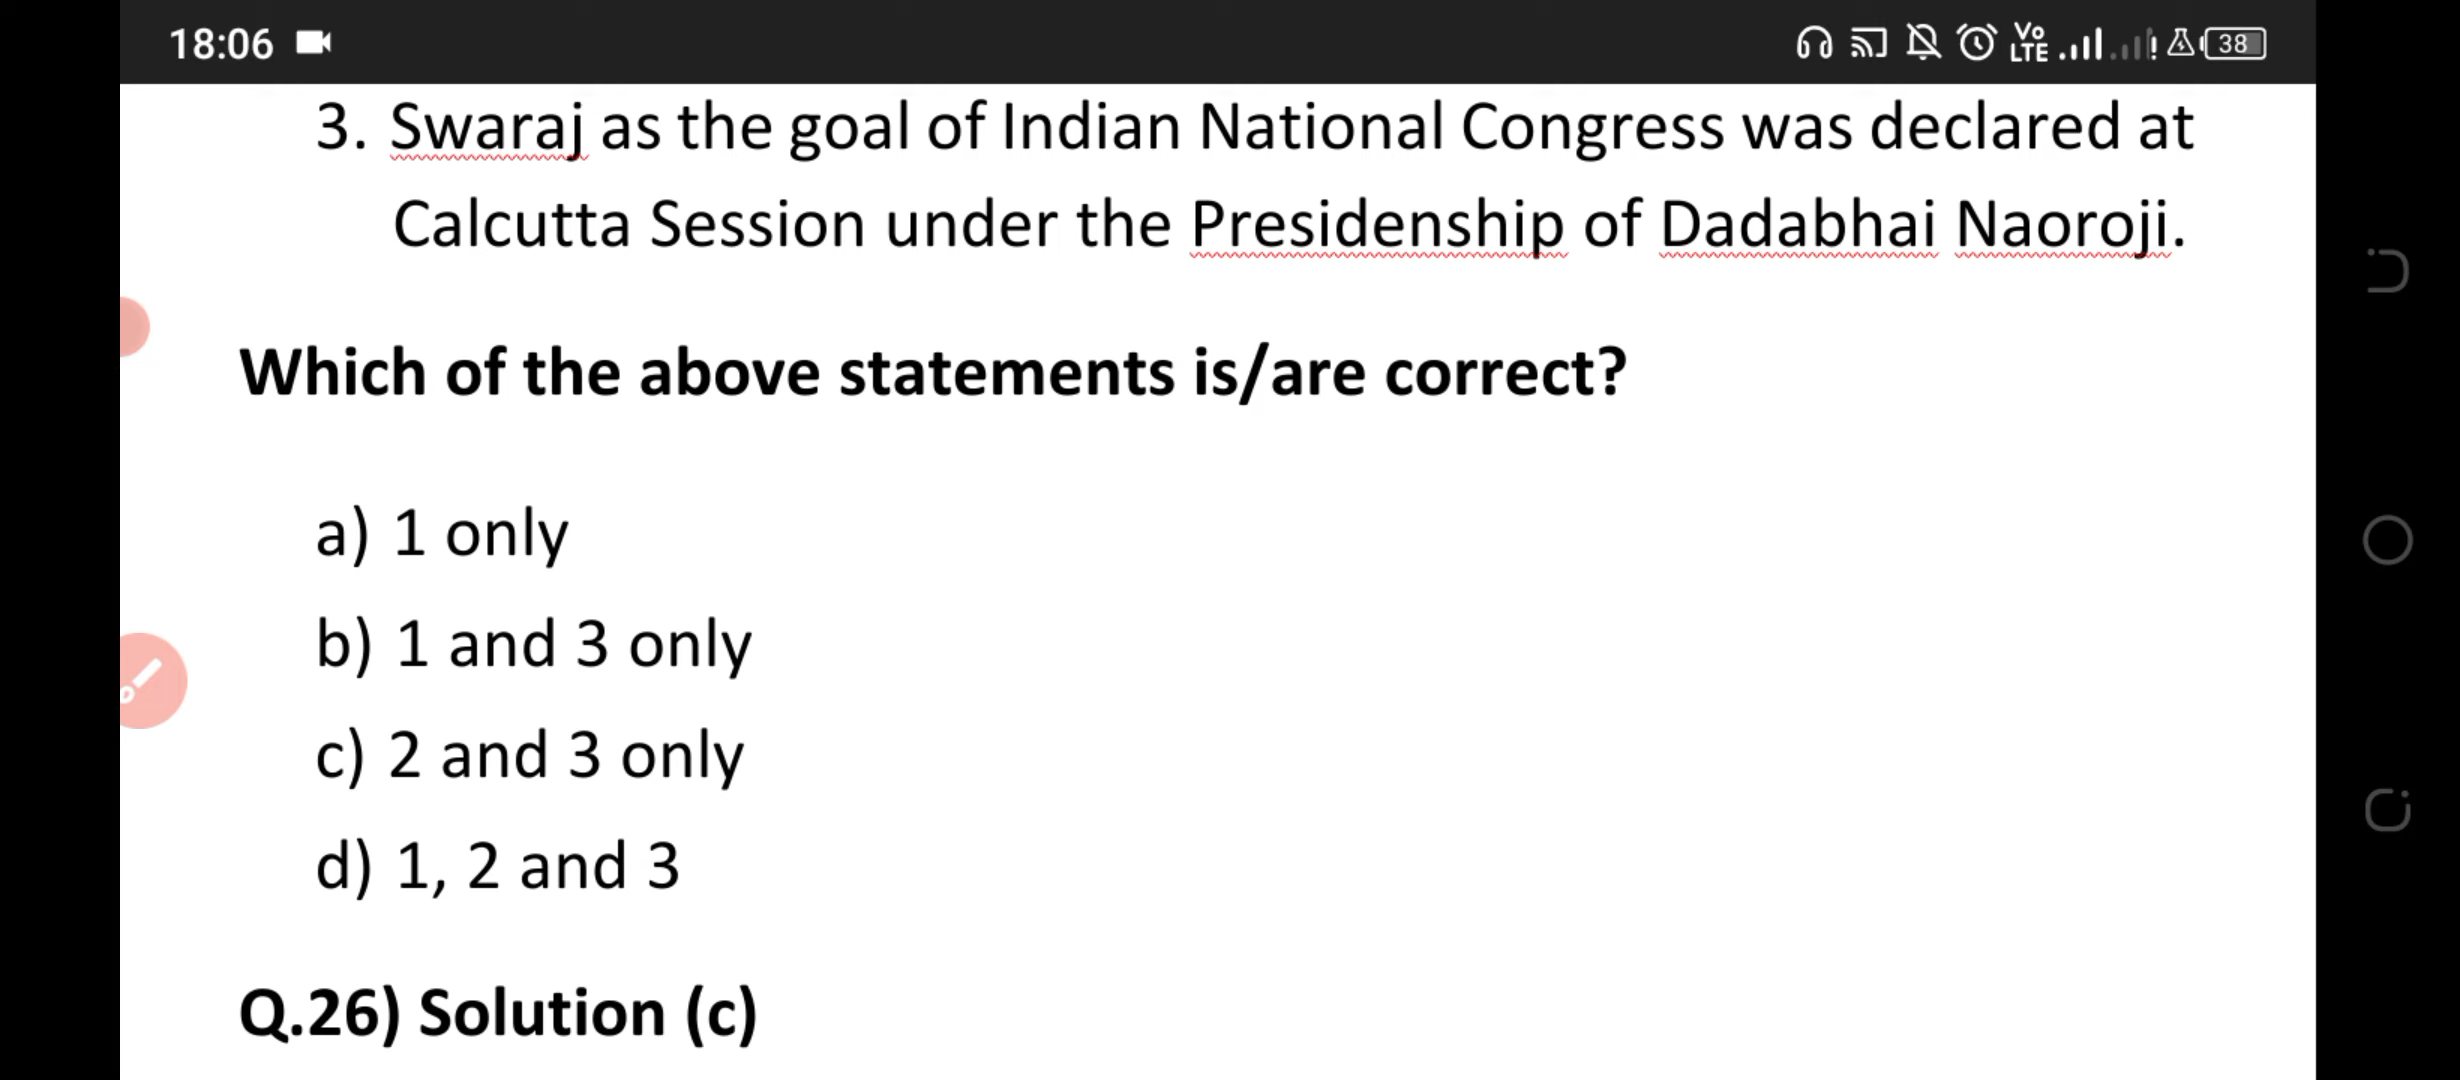 18:06
Vo LTE 38
3. Swaraj as the goal of Indian National Congress was declared at
Calcutta Session under the Presidenship of Dadabhai Naoroji.
Which of the above statements is/are correct?
a) 1 only
b) 1 and 3 only
c) 2 and 3 only
d) 1, 2 and 3
Q.26) Solution (c)